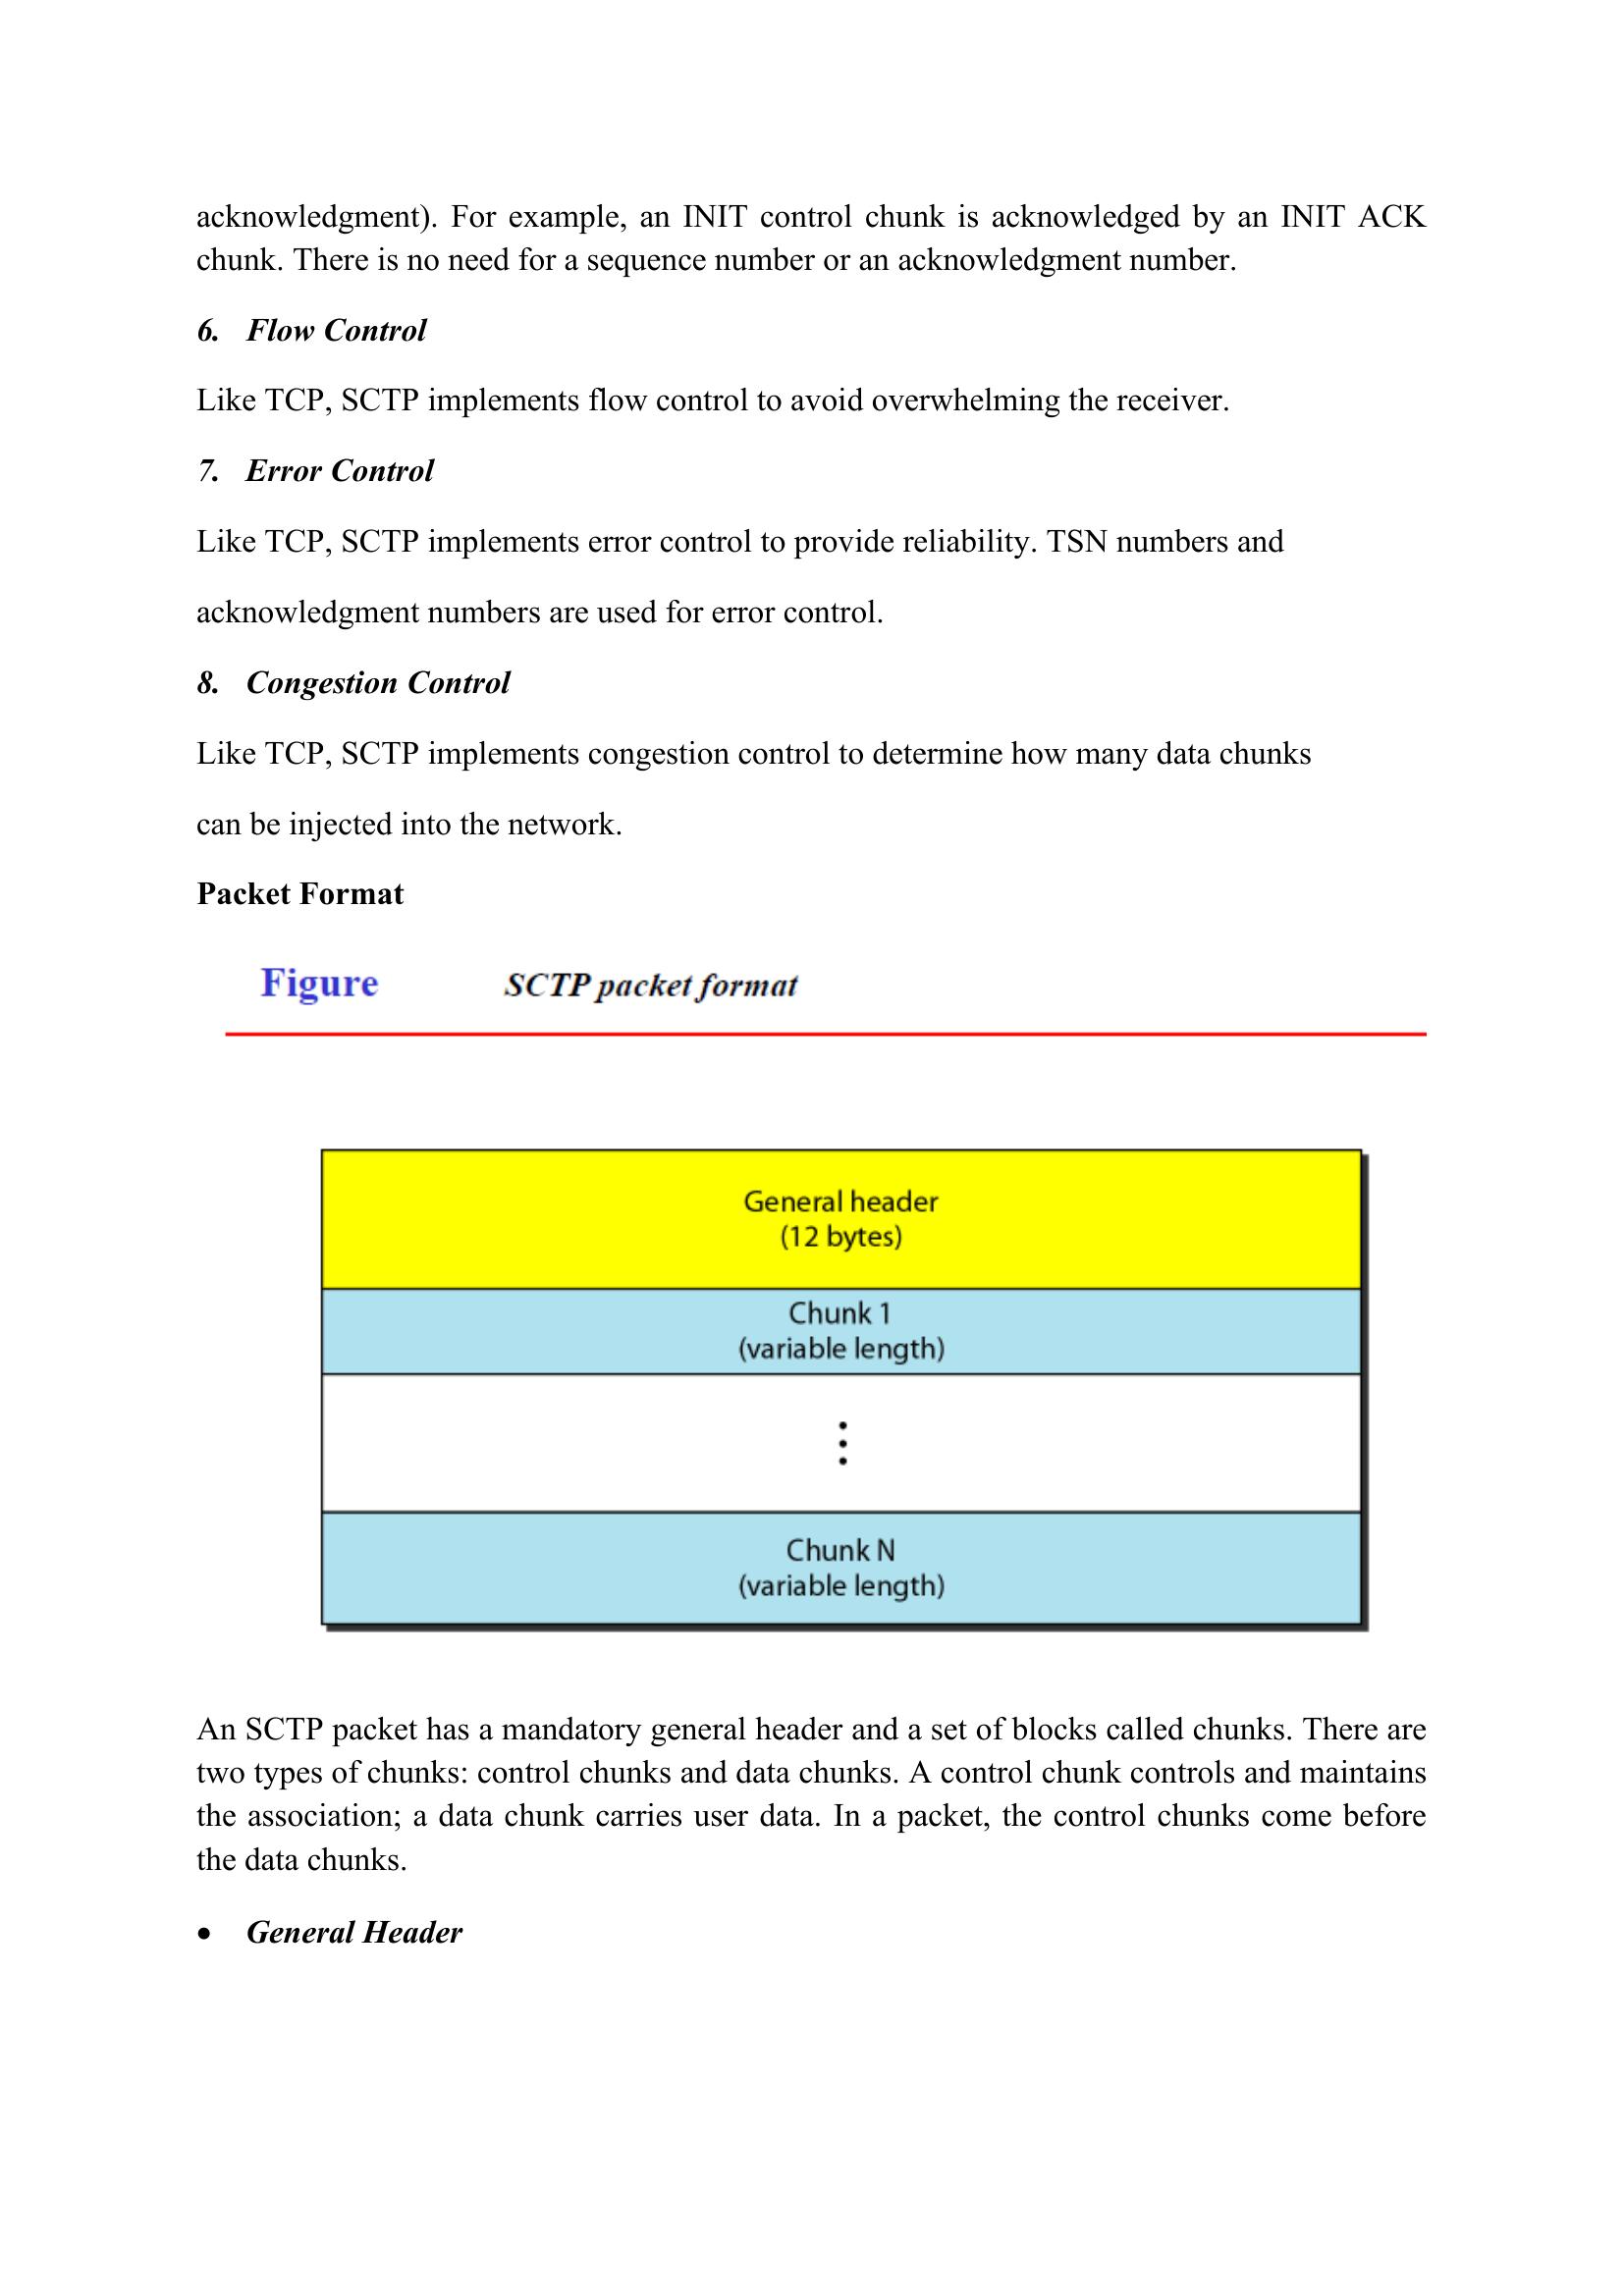 acknowledgment). For example, an INIT control chunk is acknowledged by an INIT ACK
chunk. There is no need for a sequence number or an acknowledgment number.
6. Flow Control
Like TCP, SCTP implements flow control to avoid overwhelming the receiver.
7. Error Control
Like TCP, SCTP implements error control to provide reliability. TSN numbers and
acknowledgment numbers are used for error control.
8. Congestion Control
Like TCP, SCTP implements congestion control to determine how many data chunks
can be injected into the network.
Packet Format
Figure SCTP packet format
General header
(12 bytes)
Chunk 1
(variable length)
⋮
Chunk N
(variable length)
An SCTP packet has a mandatory general header and a set of blocks called chunks. There are
two types of chunks: control chunks and data chunks. A control chunk controls and maintains
the association; a data chunk carries user data. In a packet, the control chunks come before
the data chunks.
• General Header